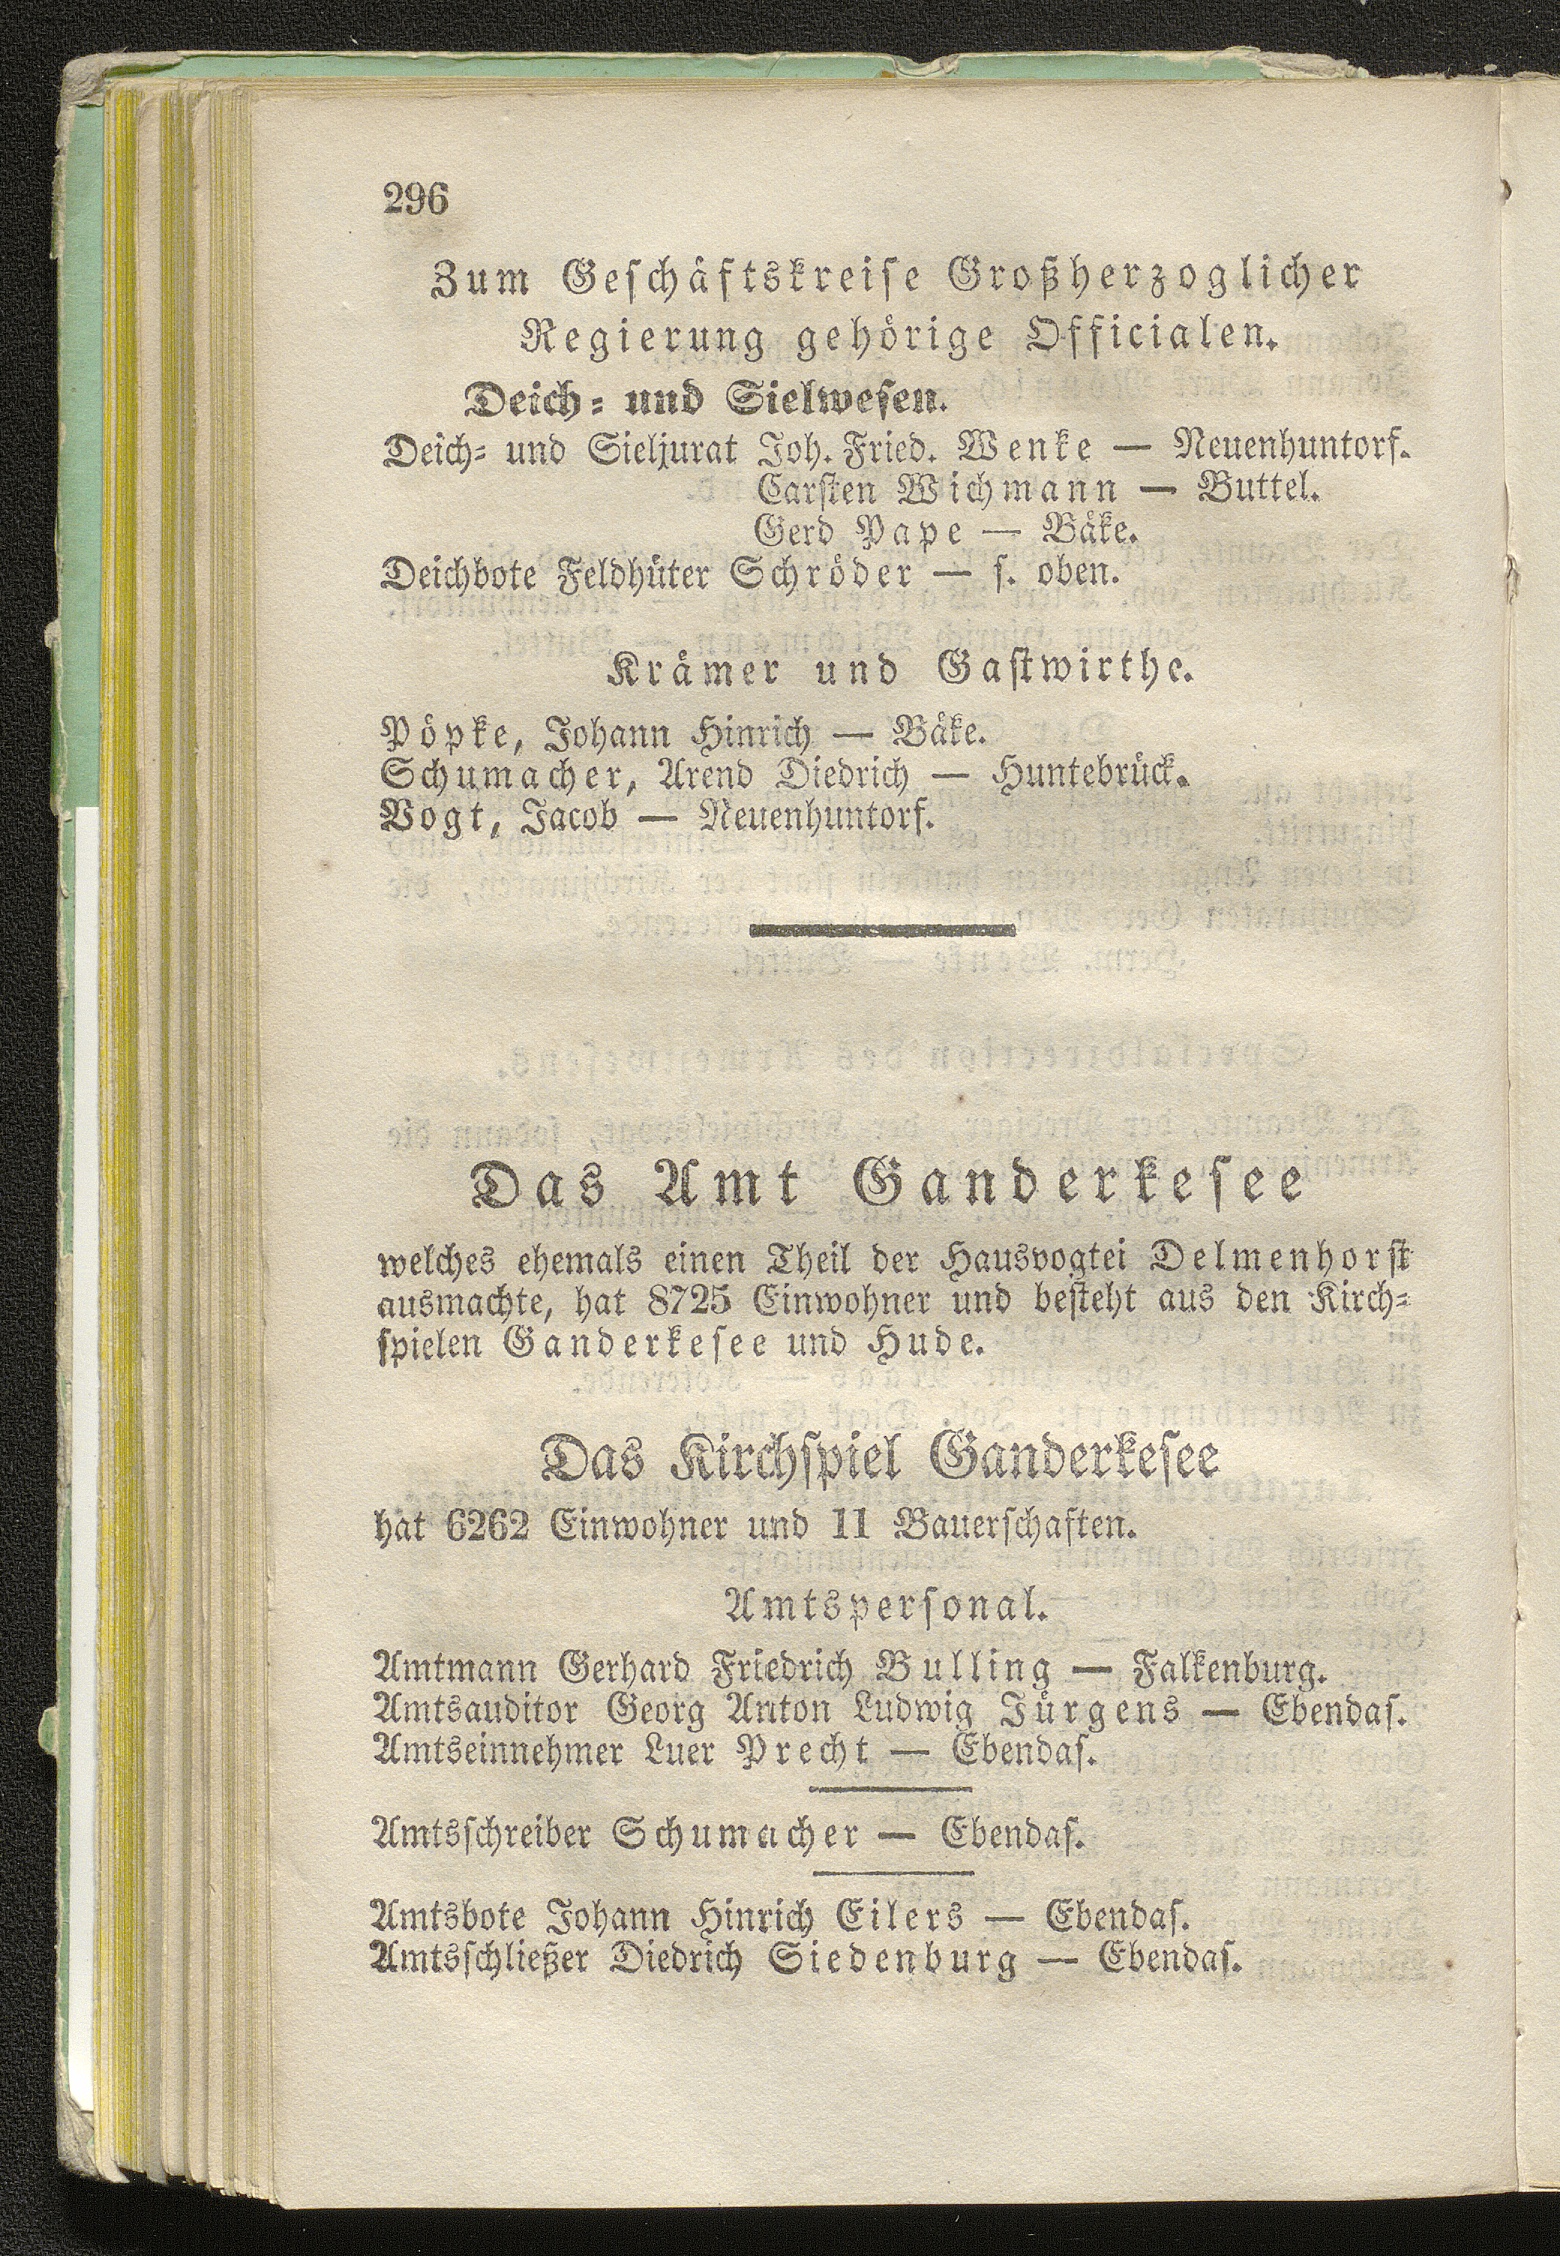 296
Zum Geschäftskreise Großherzoglicher
Regierung gehörige Officialen.
Deich- und Sielwesen.
Deich- und Sieljurat Joh. Fried. Wenke — Neuenhuntorf.
Carsten Wichmann — Buttel.
Gerd Pape — Bäke.
Deichbote Feldhüter Schröder — s. oben.
Krämer und Gastwirthe.
Pöpke, Johann Hinrich — Bäke.
Schumacher, Arend Diedrich — Huntebrück.
Vogt, Jacob — Neuenhuntorf.
Das Amt Ganderkesee
welches ehemals einen Theil der Hausvogtei Delmenhorst
ausmachte, hat 8725 Einwohner und besteht aus den Kirch-
spielen Ganderkesee und Hude.
Das Kirchspiel Ganderkesee
hat 6262 Einwohner und 11 Bauerschaften.
Amtspersonal.
Amtmann Gerhard Friedrich Bulling — Falkenburg.
Amtsauditor Georg Anton Ludwig Jürgens — Ebendas.
Amtseinnehmer Luer Precht — Ebendas.
Amtsschreiber Schumacher — Ebendas.
Amtsbote Johann Hinrich Eilers — Ebendas.
Amtsschließer Diedrich Siedenburg — Ebendas.